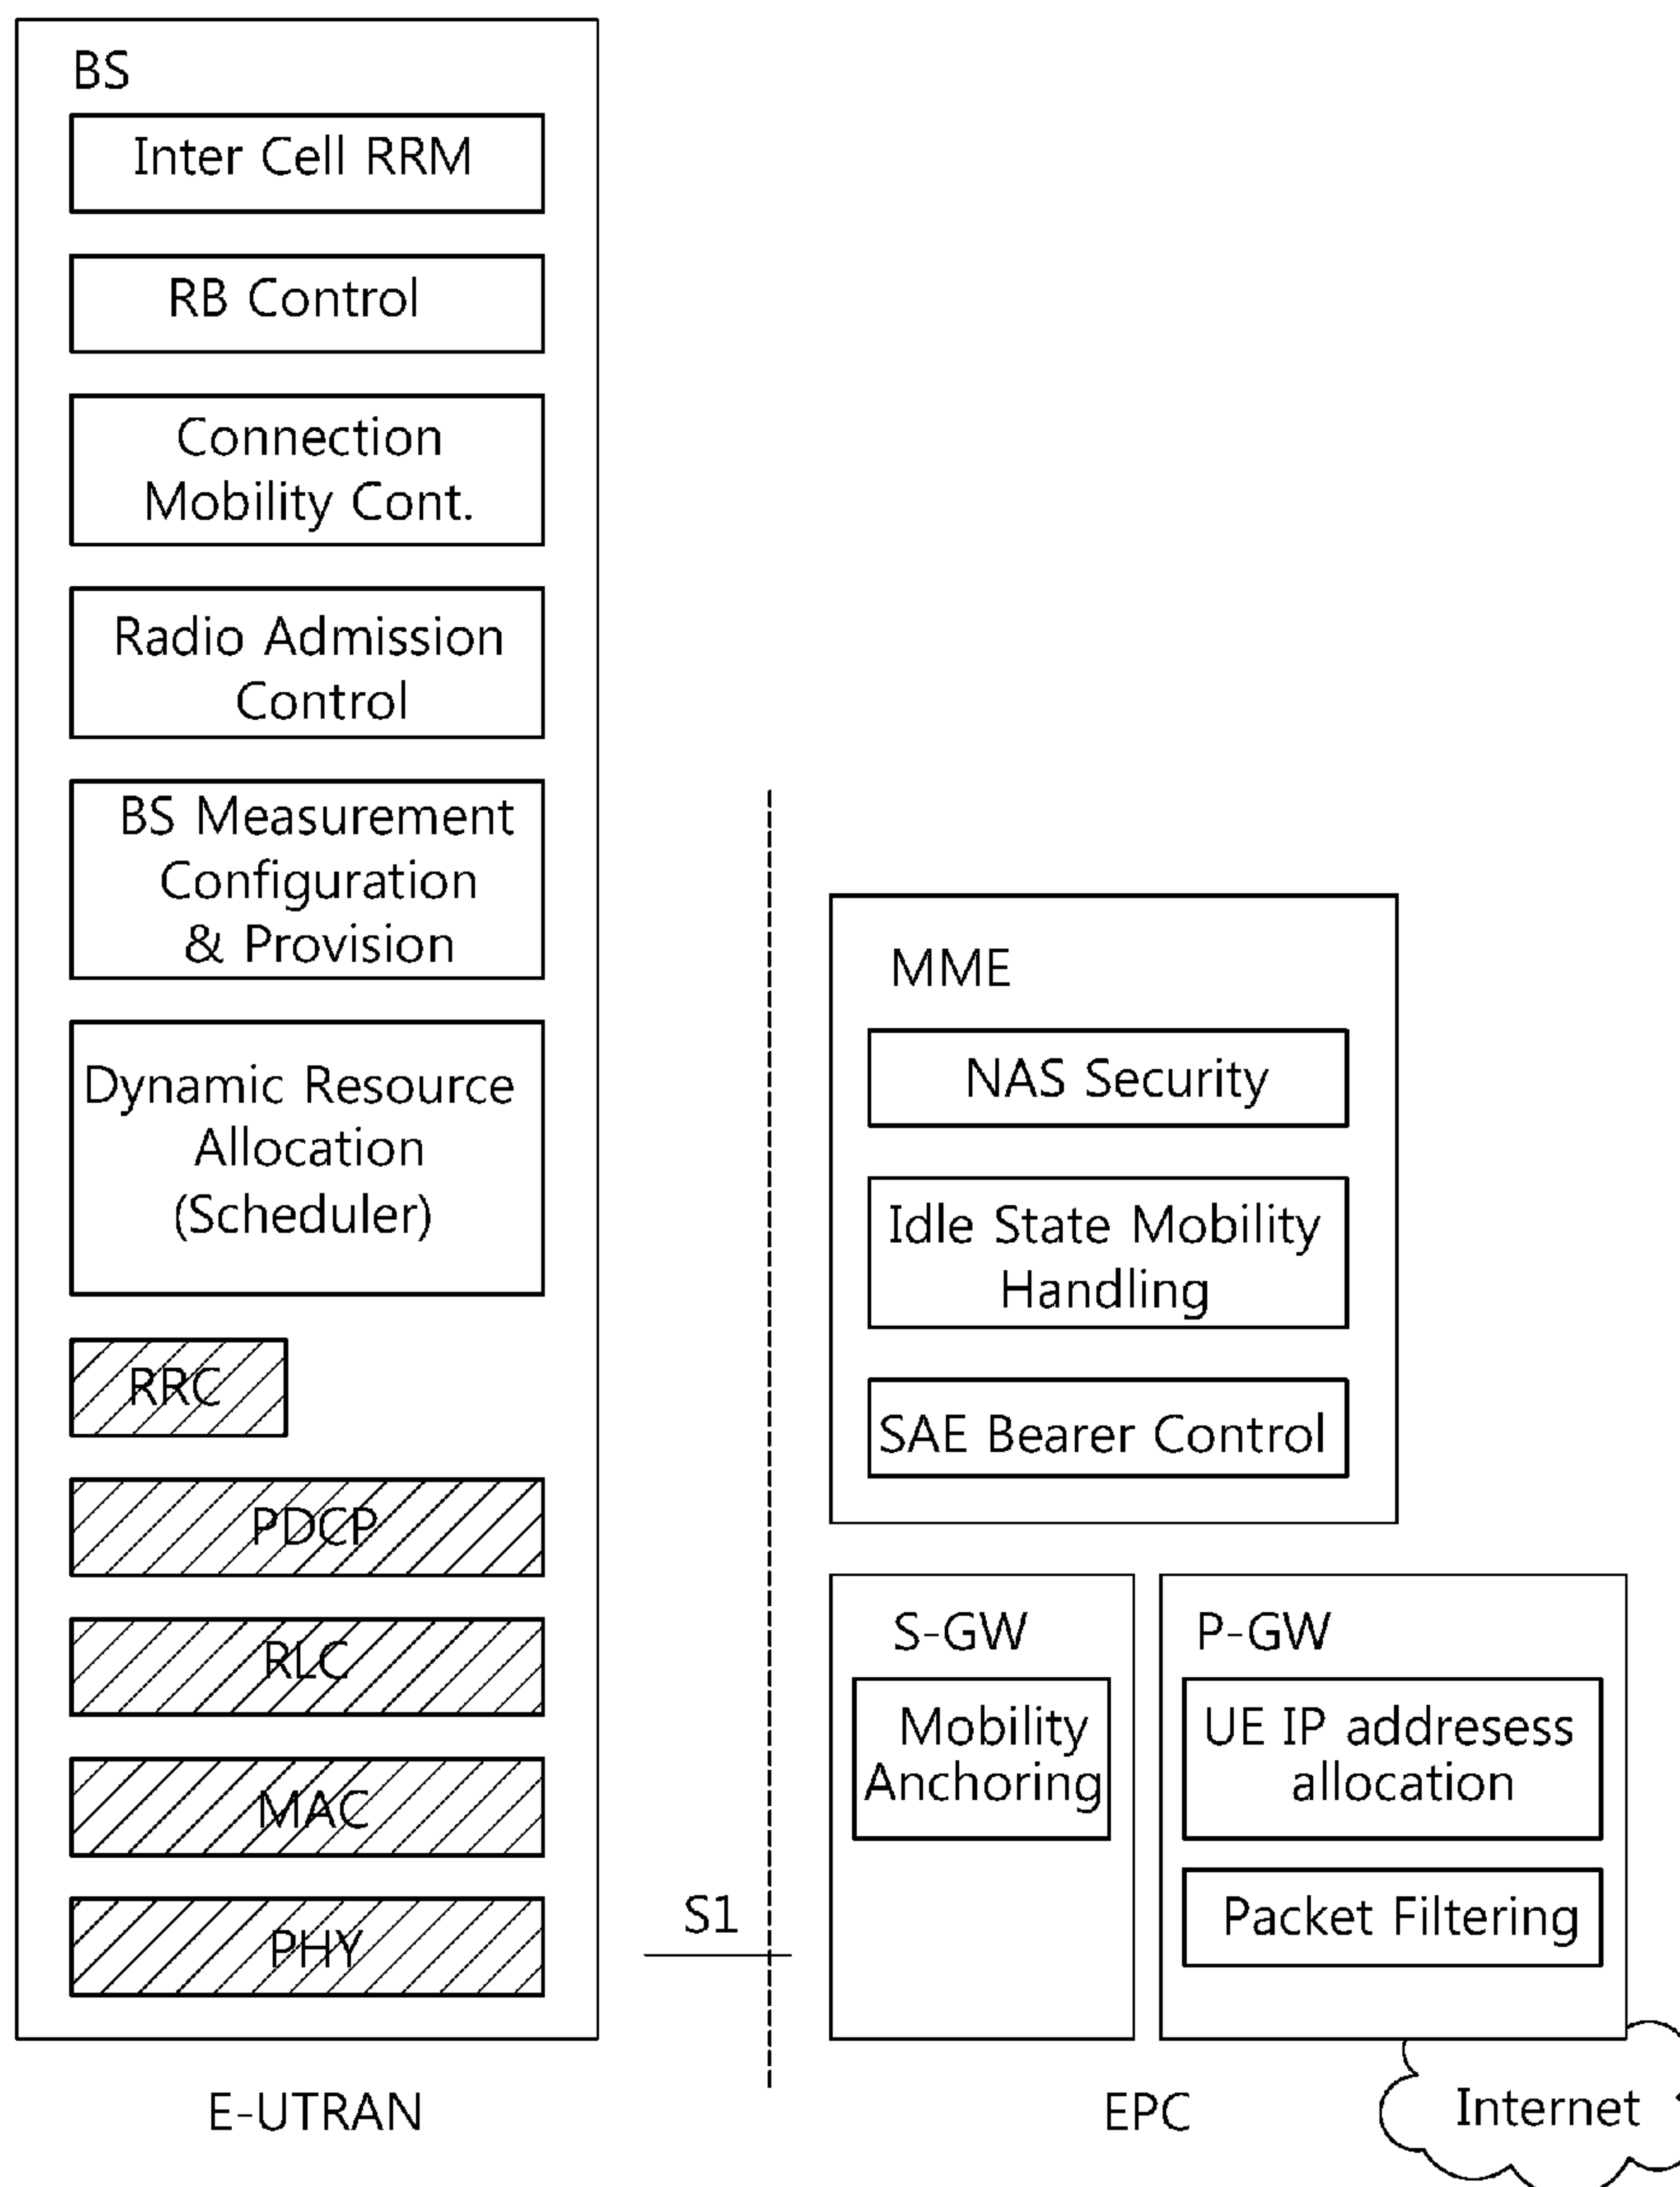 BS
Inter Cell RRM
RB Control
Connection
Mobility Cont.
Radio Admission
Control
BS Measurement
Configuration
& Provision
Dynamic Resource
Allocation
(Scheduler)
RRC
PDCP
RLC
MAC
PHY
E-UTRAN
S1
MME
NAS Security
Idle State Mobility
Handling
SAE Bearer Control
S-GW
Mobility
Anchoring
P-GW
UE IP addresess
allocation
Packet Filtering
EPC
Internet